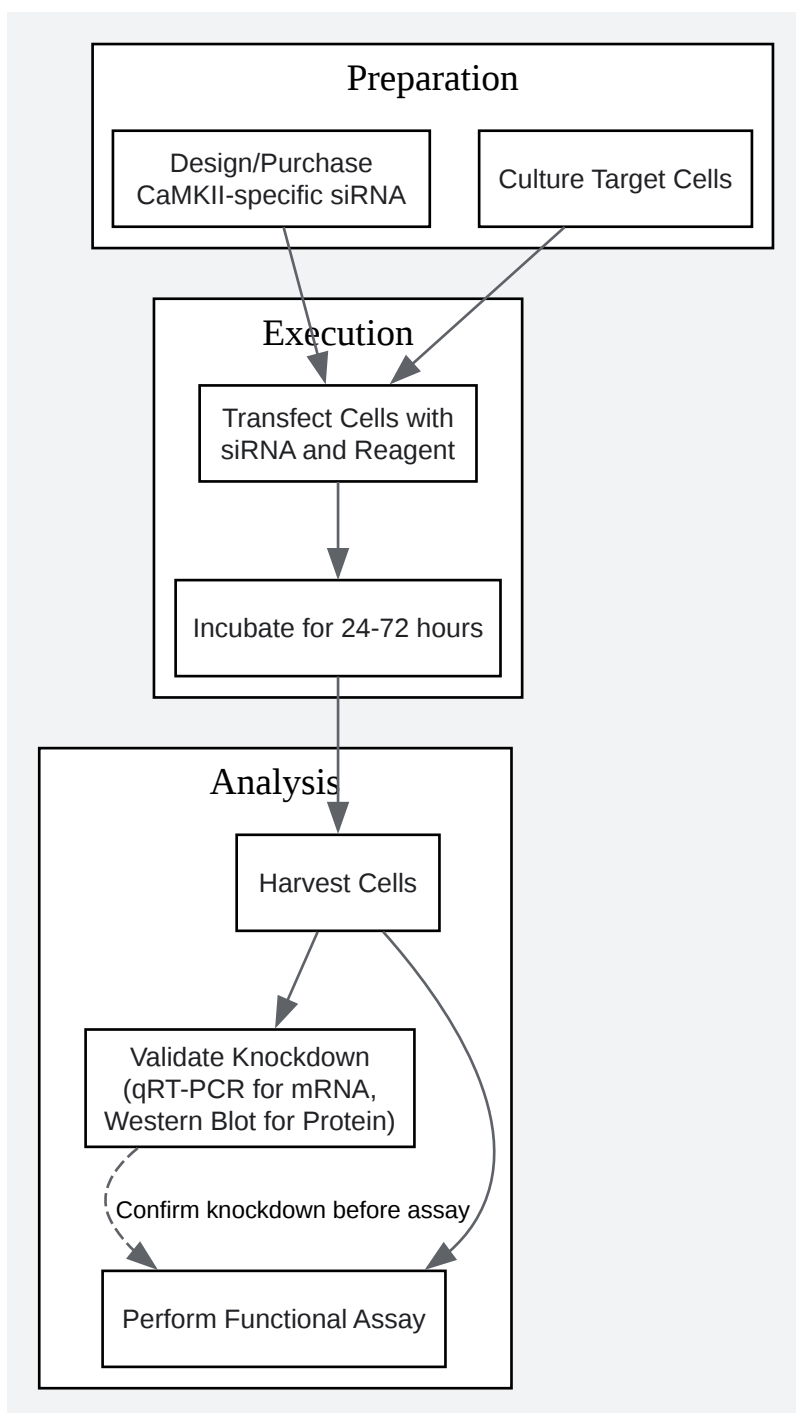 Preparation
Design/Purchase
CaMKII-specific siRNA
Culture Target Cells
Execution
Transfect Cells with
siRNA and Reagent
Incubate for 24-72 hours
Analysis
Harvest Cells
Validate Knockdown
(qRT-PCR for mRNA,
Western Blot for Protein)
Confirm knockdown before assay
Perform Functional Assay